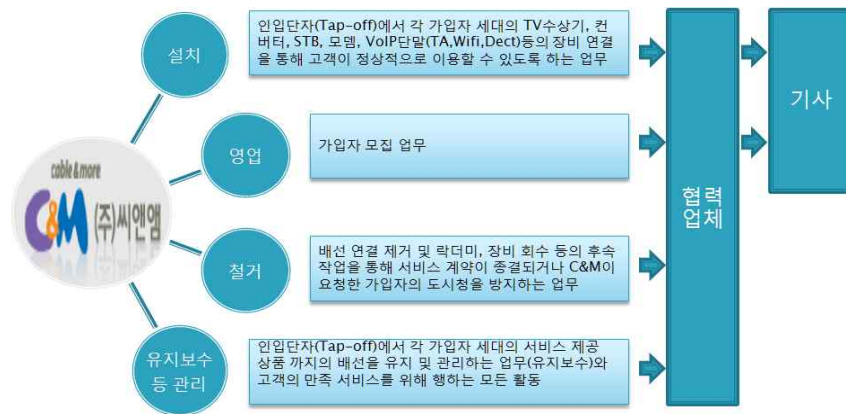 cable & more
C&M (주)씨앤앰
설치
인입단자(Tap-off)에서 각 가입자 세대의 TV수상기, 컨
버터, STB, 모뎀, VoIP단말(TA,Wifi,Dect)등의 장비 연결
을 통해 고객이 정상적으로 이용할 수 있도록 하는 업무
영업
가입자 모집 업무
철거
배선 연결 제거 및 락더미, 장비 회수 등의 후속
작업을 통해 서비스 계약이 종결되거나 C&M이
요청한 가입자의 도시청을 방지하는 업무
유지보수
등 관리
인입단자(Tap-off)에서 각 가입자 세대의 서비스 제공
상품 까지의 배선을 유지 및 관리하는 업무(유지보수)와
고객의 만족 서비스를 위해 행하는 모든 활동
협력
업체
기사